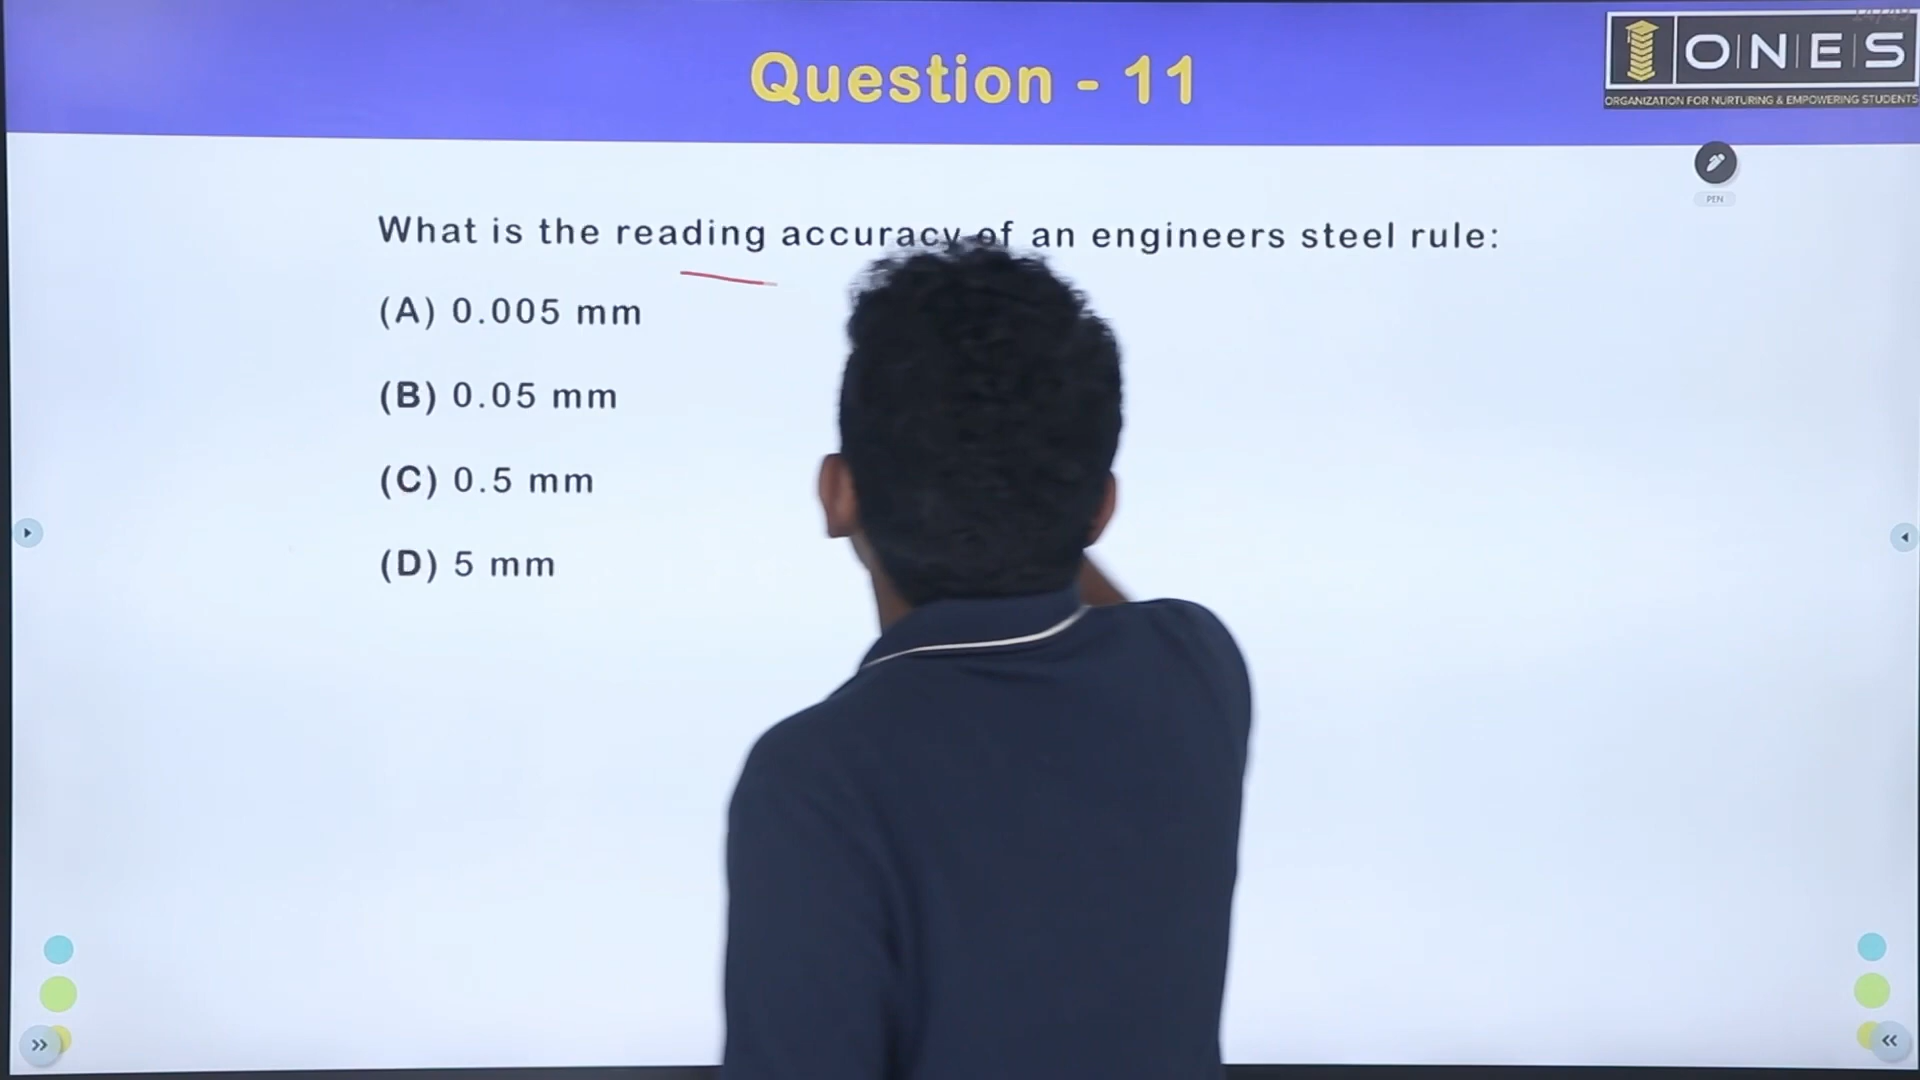 Question - 11
O|N|E|S
ORGANIZATION FOR NURTURING & EMPOWERING STUDENTS
PEN
What is the reading accuracy of an engineers steel rule:
(A) 0.005 mm
(B) 0.05 mm
(C) 0.5 mm
(D) 5 mm